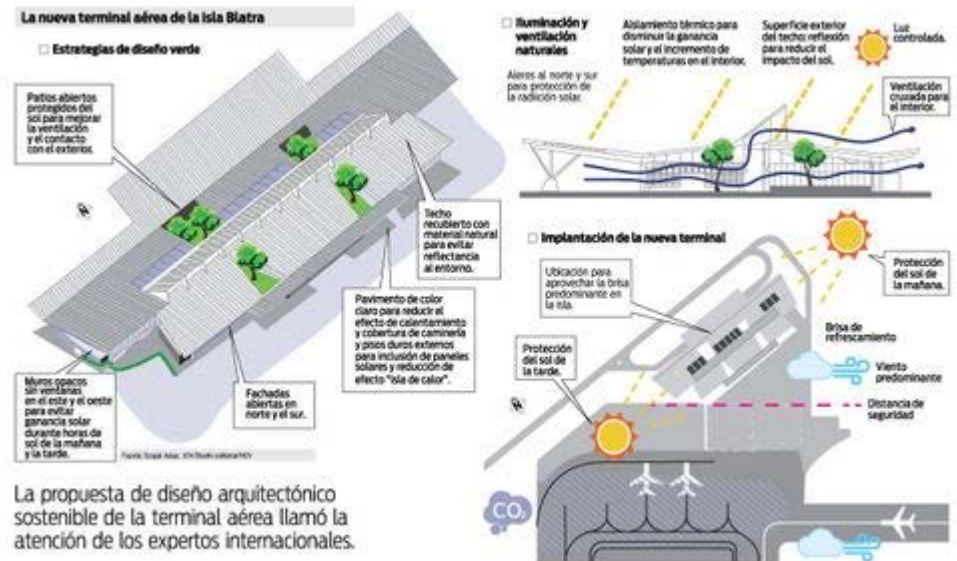 La nueva terminal aérea de la Isla Blatra
Estrategias de diseño verde
Patios abiertos
protegidos del
sol para mejorar
la ventilación
y el contacto
con el exterior.
Techo
recubierto con
material natural
para evitar
reflectancia
al entorno.
Pavimento de color
claro para reducir el
efecto de calentamiento
y cobertura de caminería
y pisos duros externos
para inclusión de paneles
solares y reducción de
efecto "isla de calor".
Muros opacos
sin ventanas
en el este y el oeste
para evitar
ganancia solar
durante horas de
sol de la mañana
y la tarde.
Fachadas
abiertas en
norte y el sur.
La propuesta de diseño arquitectónico
sostenible de la terminal aérea llamó la
atención de los expertos internacionales.
Iluminación y
ventilación
naturales
Aleros al norte y sur
para protección de
la radiición solar.
Aislamiento térmico para
disminuir la ganancia
solar y el incremento de
temperaturas en el interior.
Superficie exterior
del techo: reflexión
para reducir el
impacto del sol.
Luz
controlada.
Ventilación
cruzada para
el interior.
Implantación de la nueva terminal
Ubicación para
aprovechar la brisa
predominante en
la isla.
Protección
del sol de
la mañana.
Protección
del sol de
la tarde.
Brisa de
refrescamiento
Viento
predominante
Distancia de
seguridad
CO₂